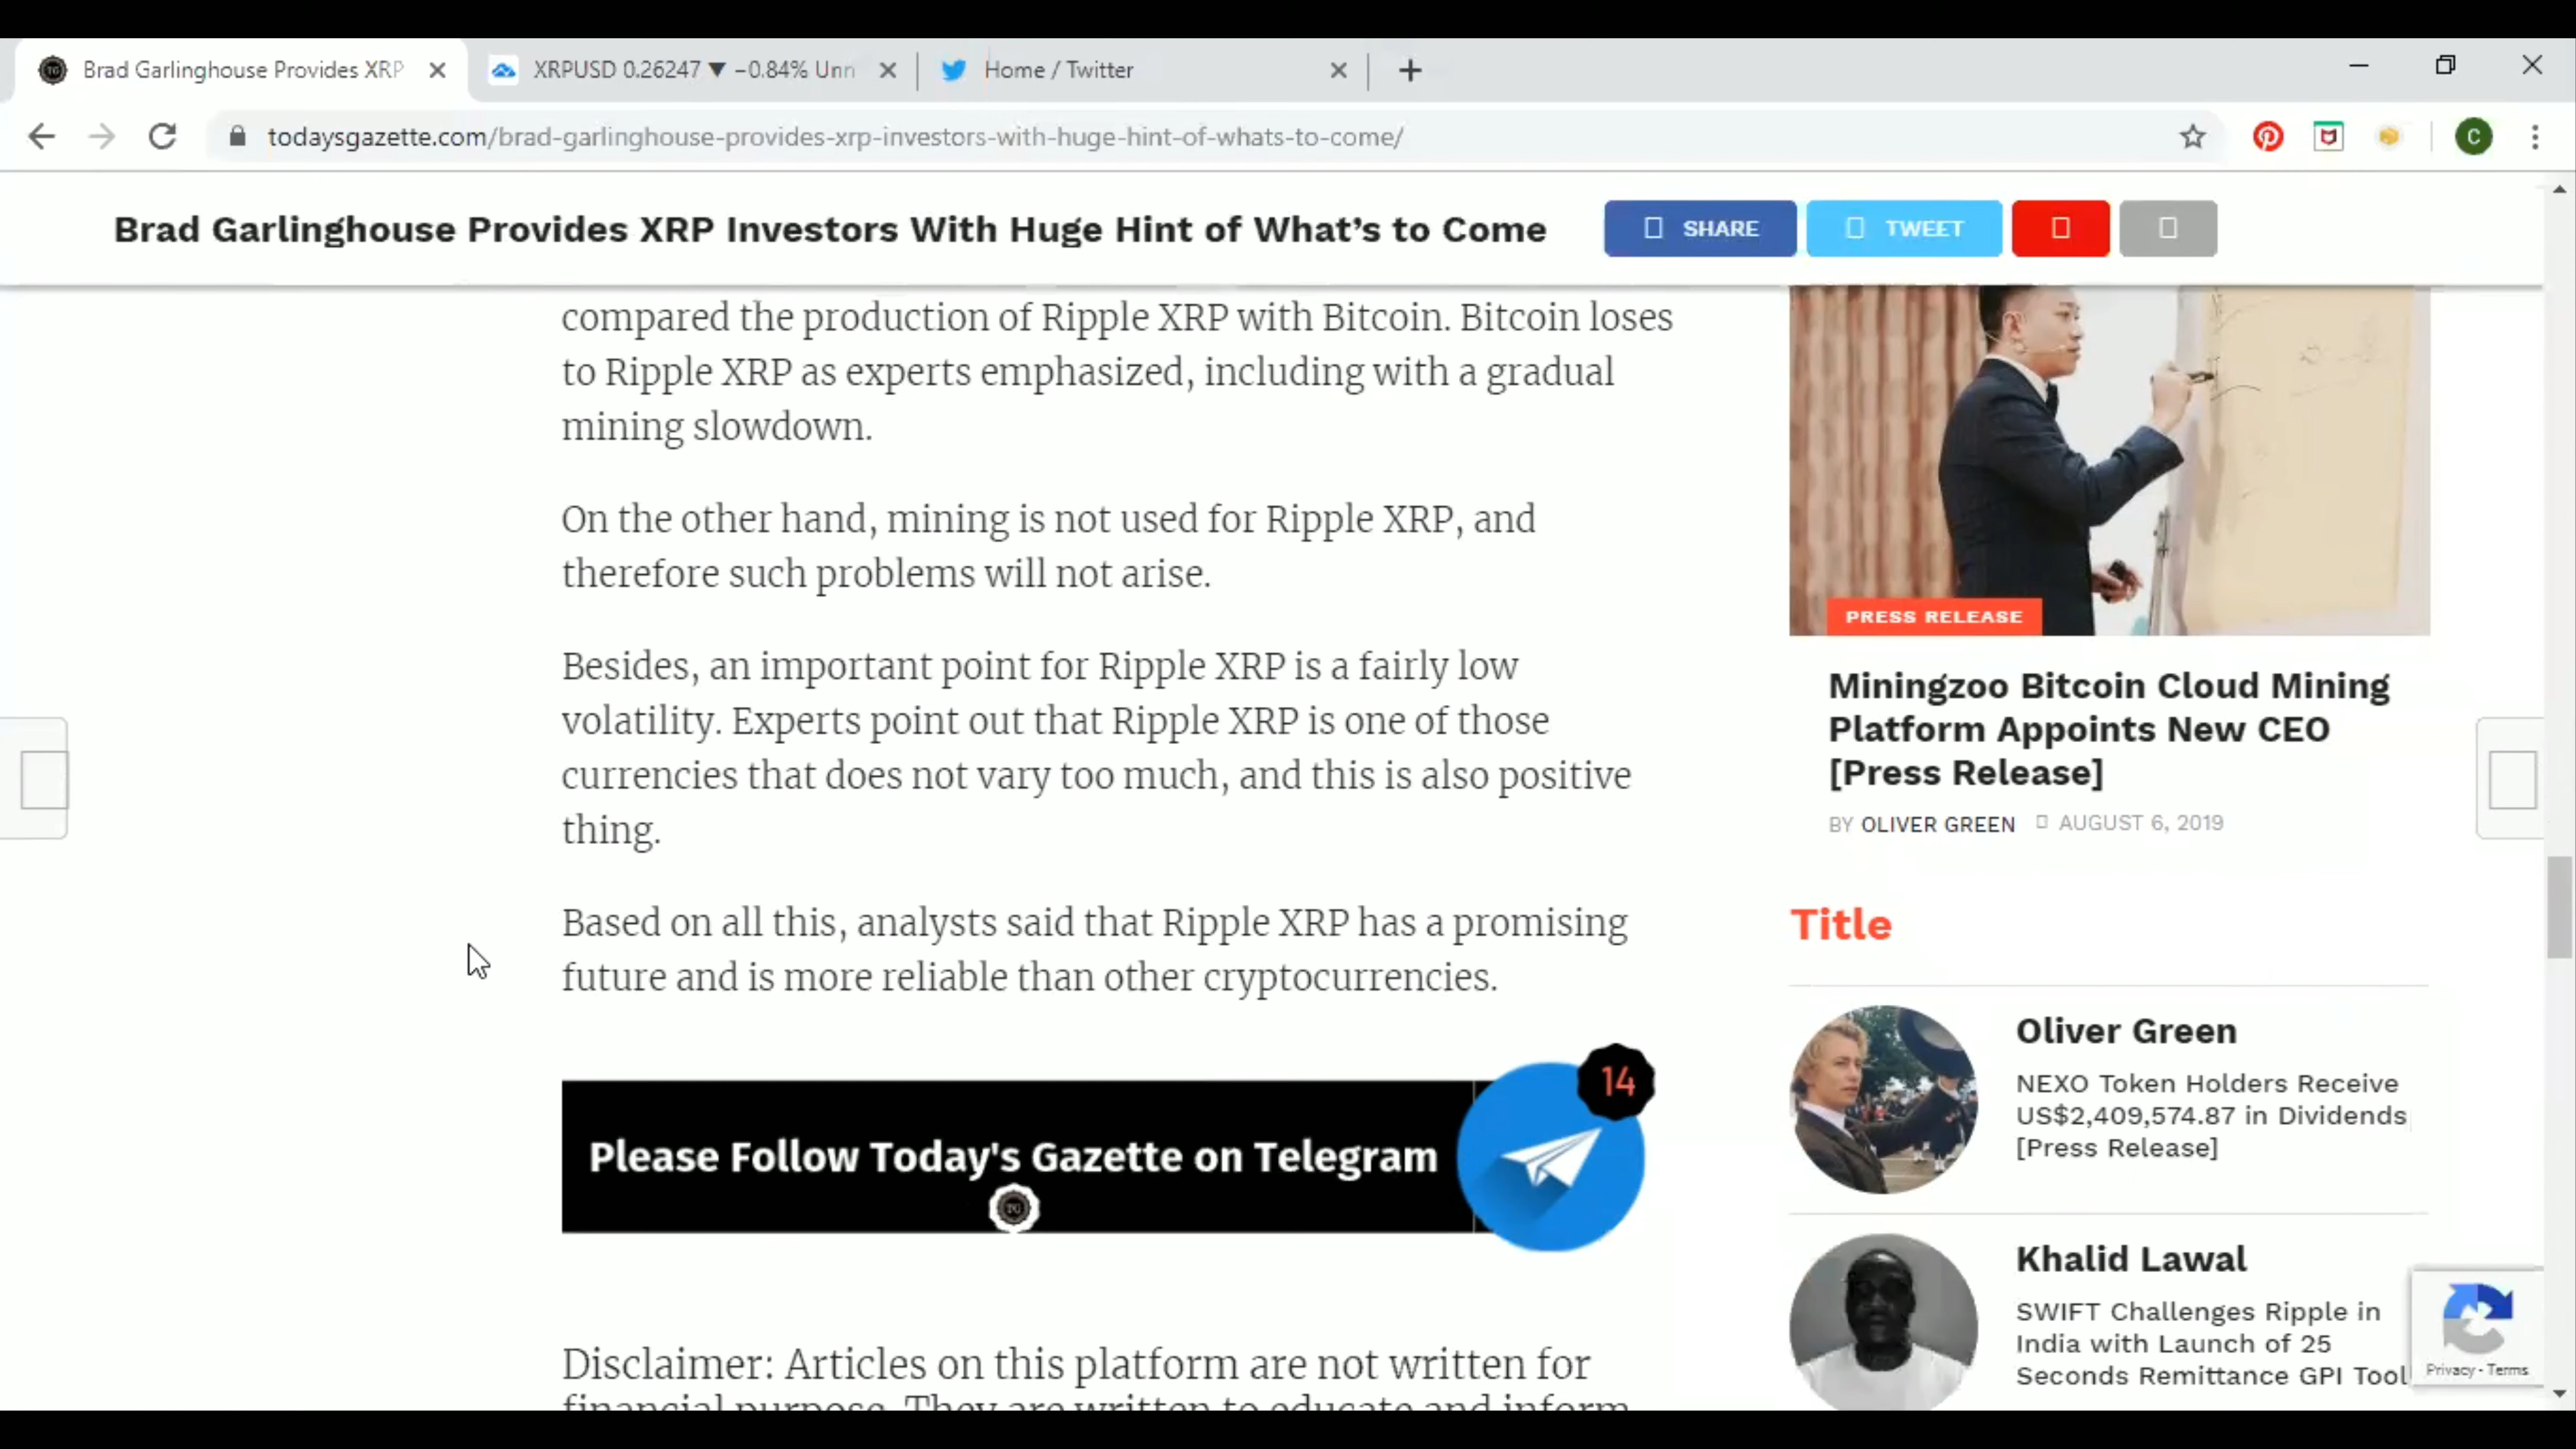 Brad Garlinghouse Provides XRP
XRPUSD 0.26247 ▼ −0.84% Unn
Home / Twitter
todaysgazette.com/brad-garlinghouse-provides-xrp-investors-with-huge-hint-of-whats-to-come/
C
Brad Garlinghouse Provides XRP Investors With Huge Hint of What's to Come
SHARE
TWEET
compared the production of Ripple XRP with Bitcoin. Bitcoin loses
to Ripple XRP as experts emphasized, including with a gradual
mining slowdown.
On the other hand, mining is not used for Ripple XRP, and
therefore such problems will not arise.
Besides, an important point for Ripple XRP is a fairly low
volatility. Experts point out that Ripple XRP is one of those
currencies that does not vary too much, and this is also positive
thing.
Based on all this, analysts said that Ripple XRP has a promising
future and is more reliable than other cryptocurrencies.
14
Please Follow Today's Gazette on Telegram
TG
Disclaimer: Articles on this platform are not written for
financial purpose. They are written to educate and inform
PRESS RELEASE
Miningzoo Bitcoin Cloud Mining
Platform Appoints New CEO
[Press Release]
BY OLIVER GREEN AUGUST 6, 2019
Title
Oliver Green
NEXO Token Holders Receive
US$2,409,574.87 in Dividends
[Press Release]
Khalid Lawal
SWIFT Challenges Ripple in
India with Launch of 25
Seconds Remittance GPI Tool
Privacy - Terms